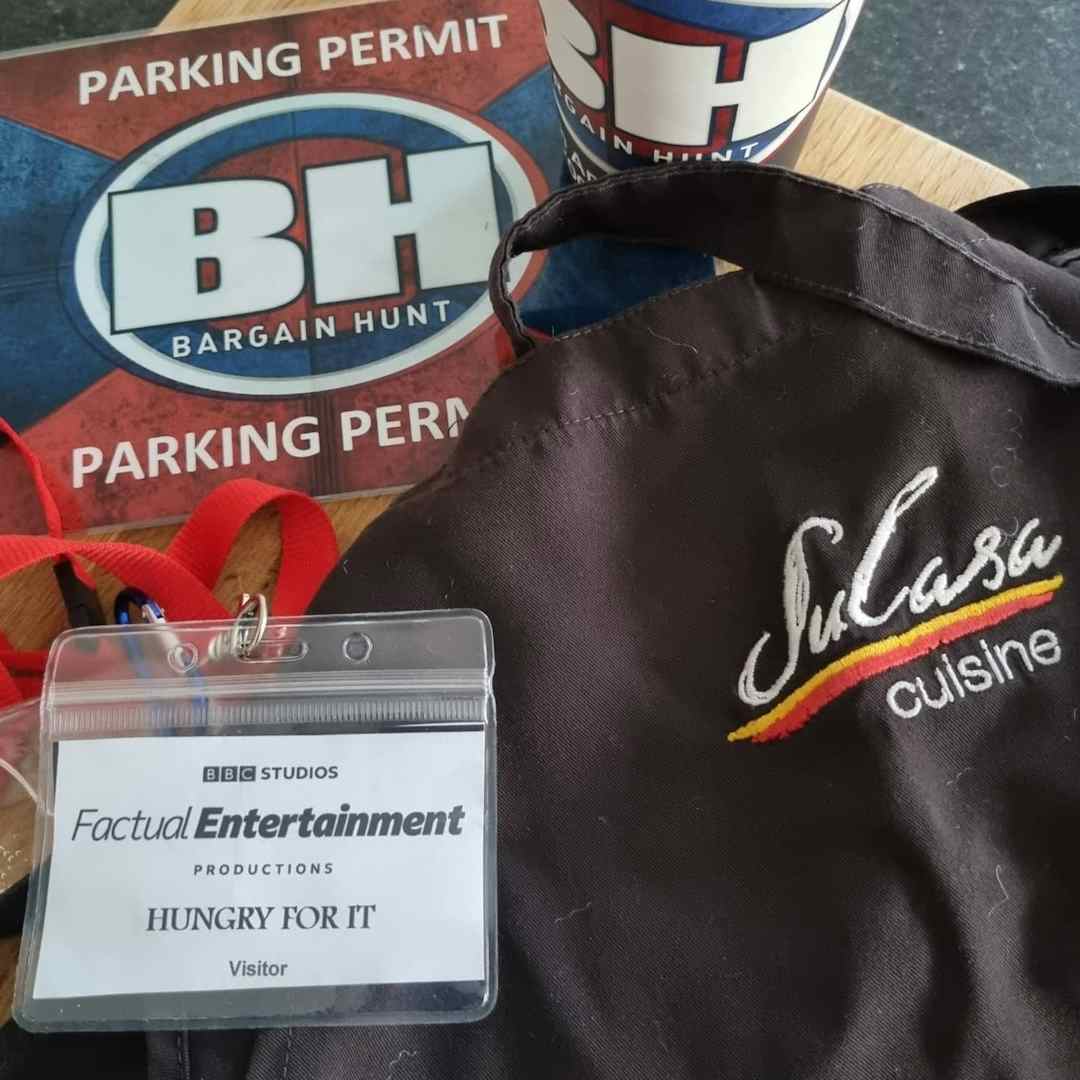 PARKING PERMIT
BH
BARGAIN HUNT
PARKING PERM
BH
BARGAIN HUNT
SuCasa
cuisine
BBC STUDIOS
Factual Entertainment
PRODUCTIONS
HUNGRY FOR IT
Visitor